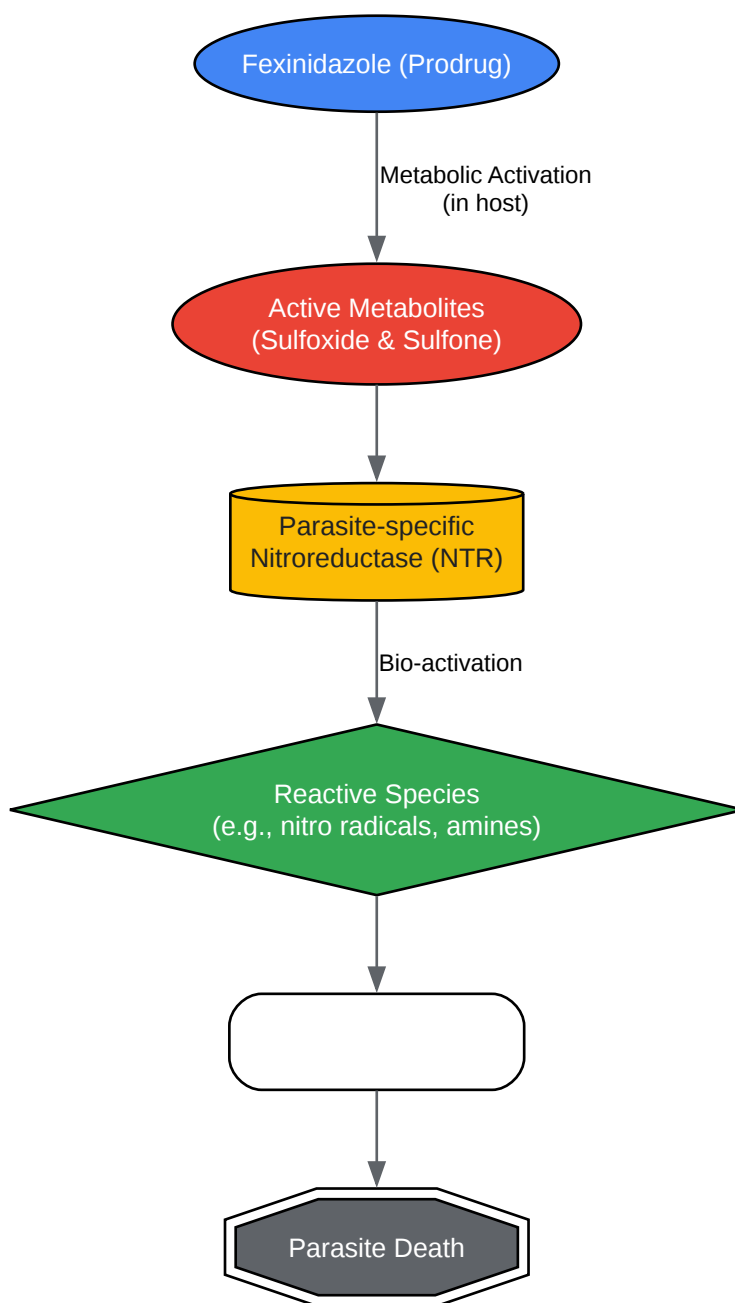 Fexinidazole (Prodrug)
Metabolic Activation
(in host)
Active Metabolites
(Sulfoxide & Sulfone)
Parasite-specific
Nitroreductase (NTR)
Bio-activation
Reactive Species
(e.g., nitro radicals, amines)
Parasite Death